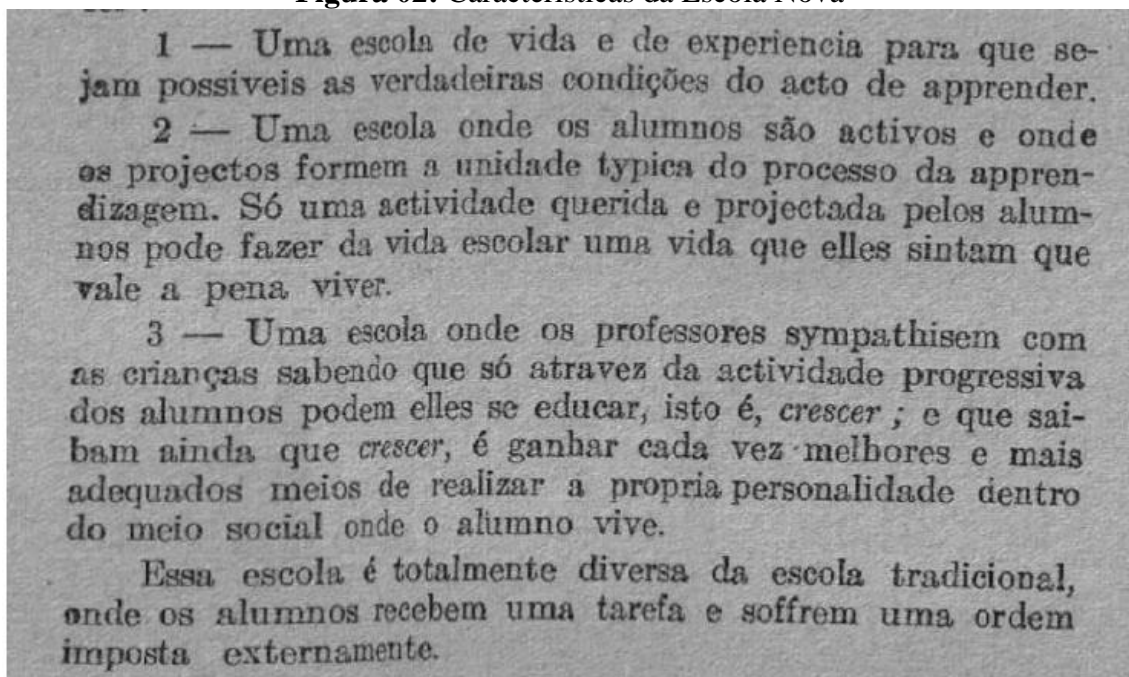 Figura 02: Características da Escola Nova
1 — Uma escola de vida e de experiencia para que se-
jam possiveis as verdadeiras condições do acto de apprender.
2 — Uma escola onde os alumnos são activos e onde
os projectos formem a unidade typica do processo da appren-
dizagem. Só uma actividade querida e projectada pelos alum-
nos pode fazer da vida escolar uma vida que elles sintam que
vale a pena viver.
3 — Uma escola onde os professores sympathisem com
as crianças sabendo que só atravez da actividade progressiva
dos alumnos podem elles se educar, isto é, crescer ; e que sai-
bam ainda que crescer, é ganhar cada vez melhores e mais
adequados meios de realizar a propria personalidade dentro
do meio social onde o alumno vive.
Essa escola é totalmente diversa da escola tradicional,
onde os alumnos recebem uma tarefa e soffrem uma ordem
imposta externamente.